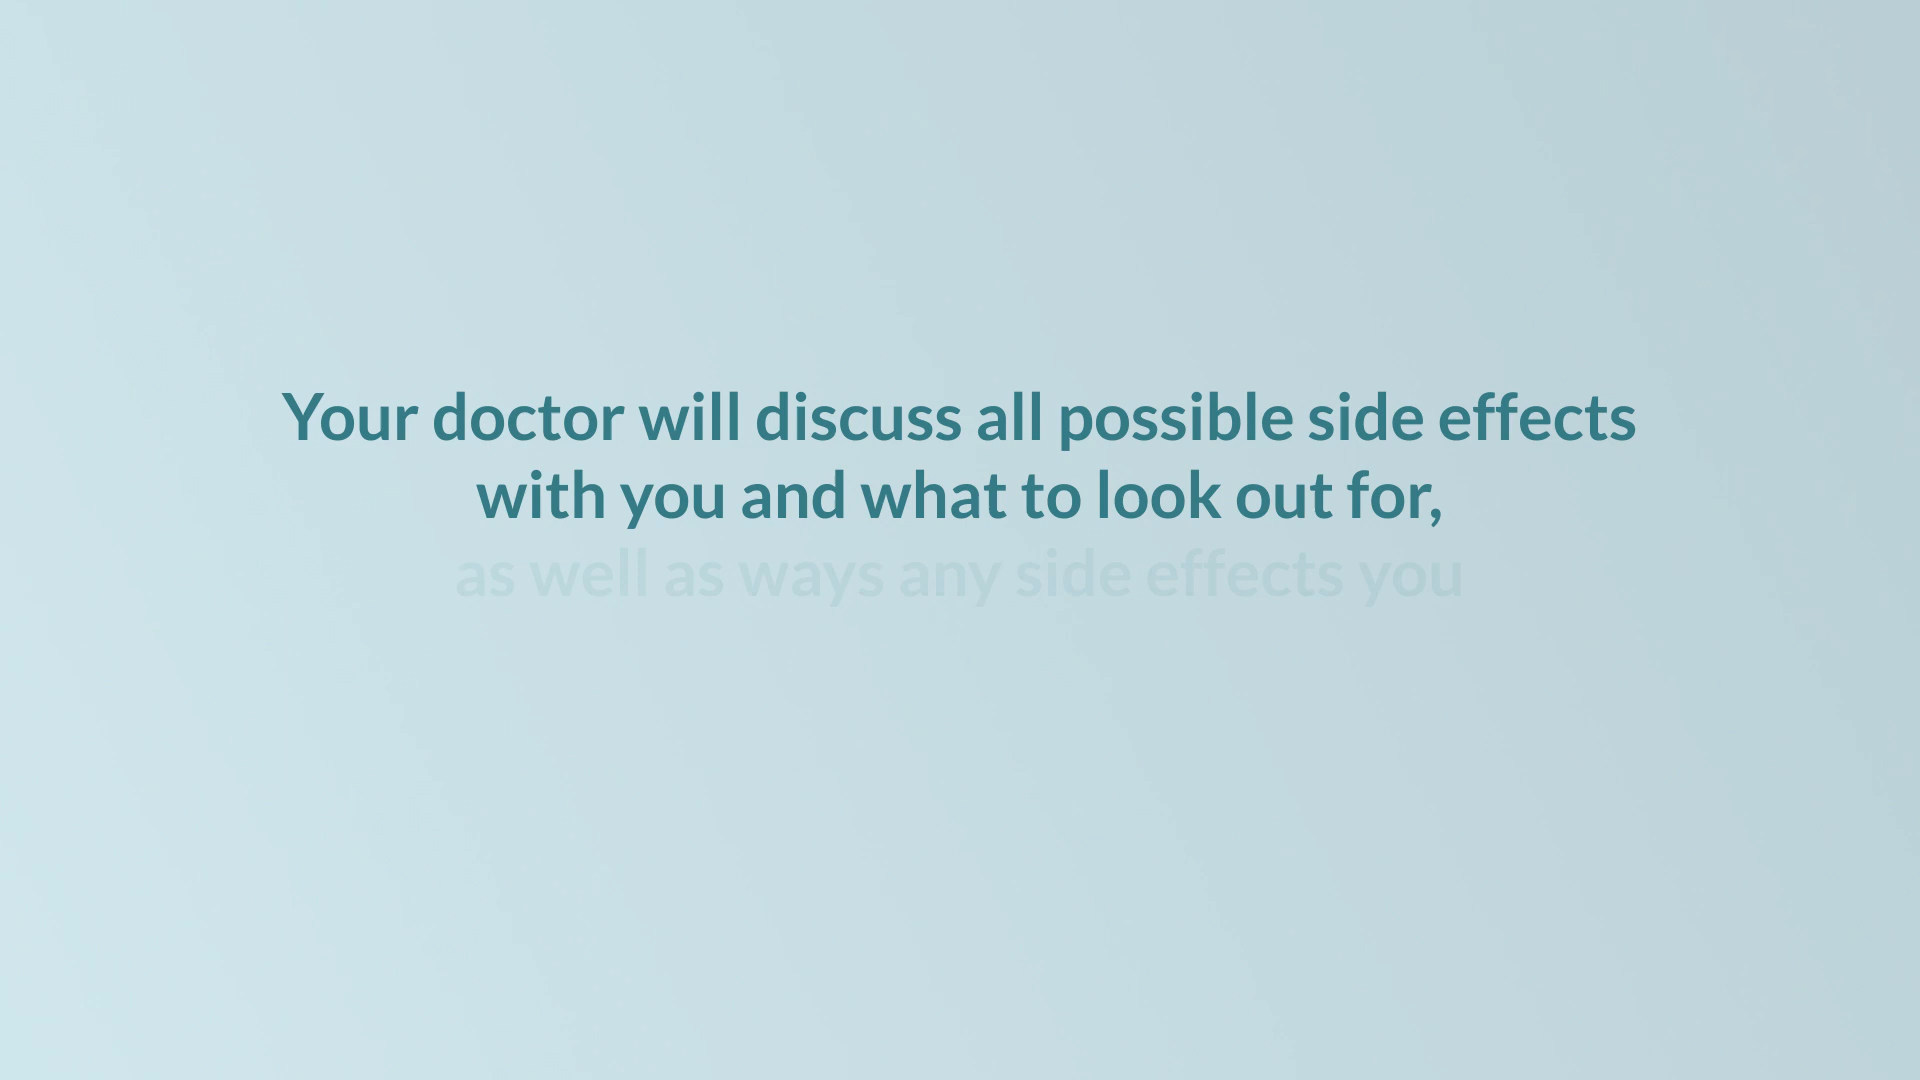 Your doctor will discuss all possible side effects
with you and what to look out for,
as well as ways any side effects you